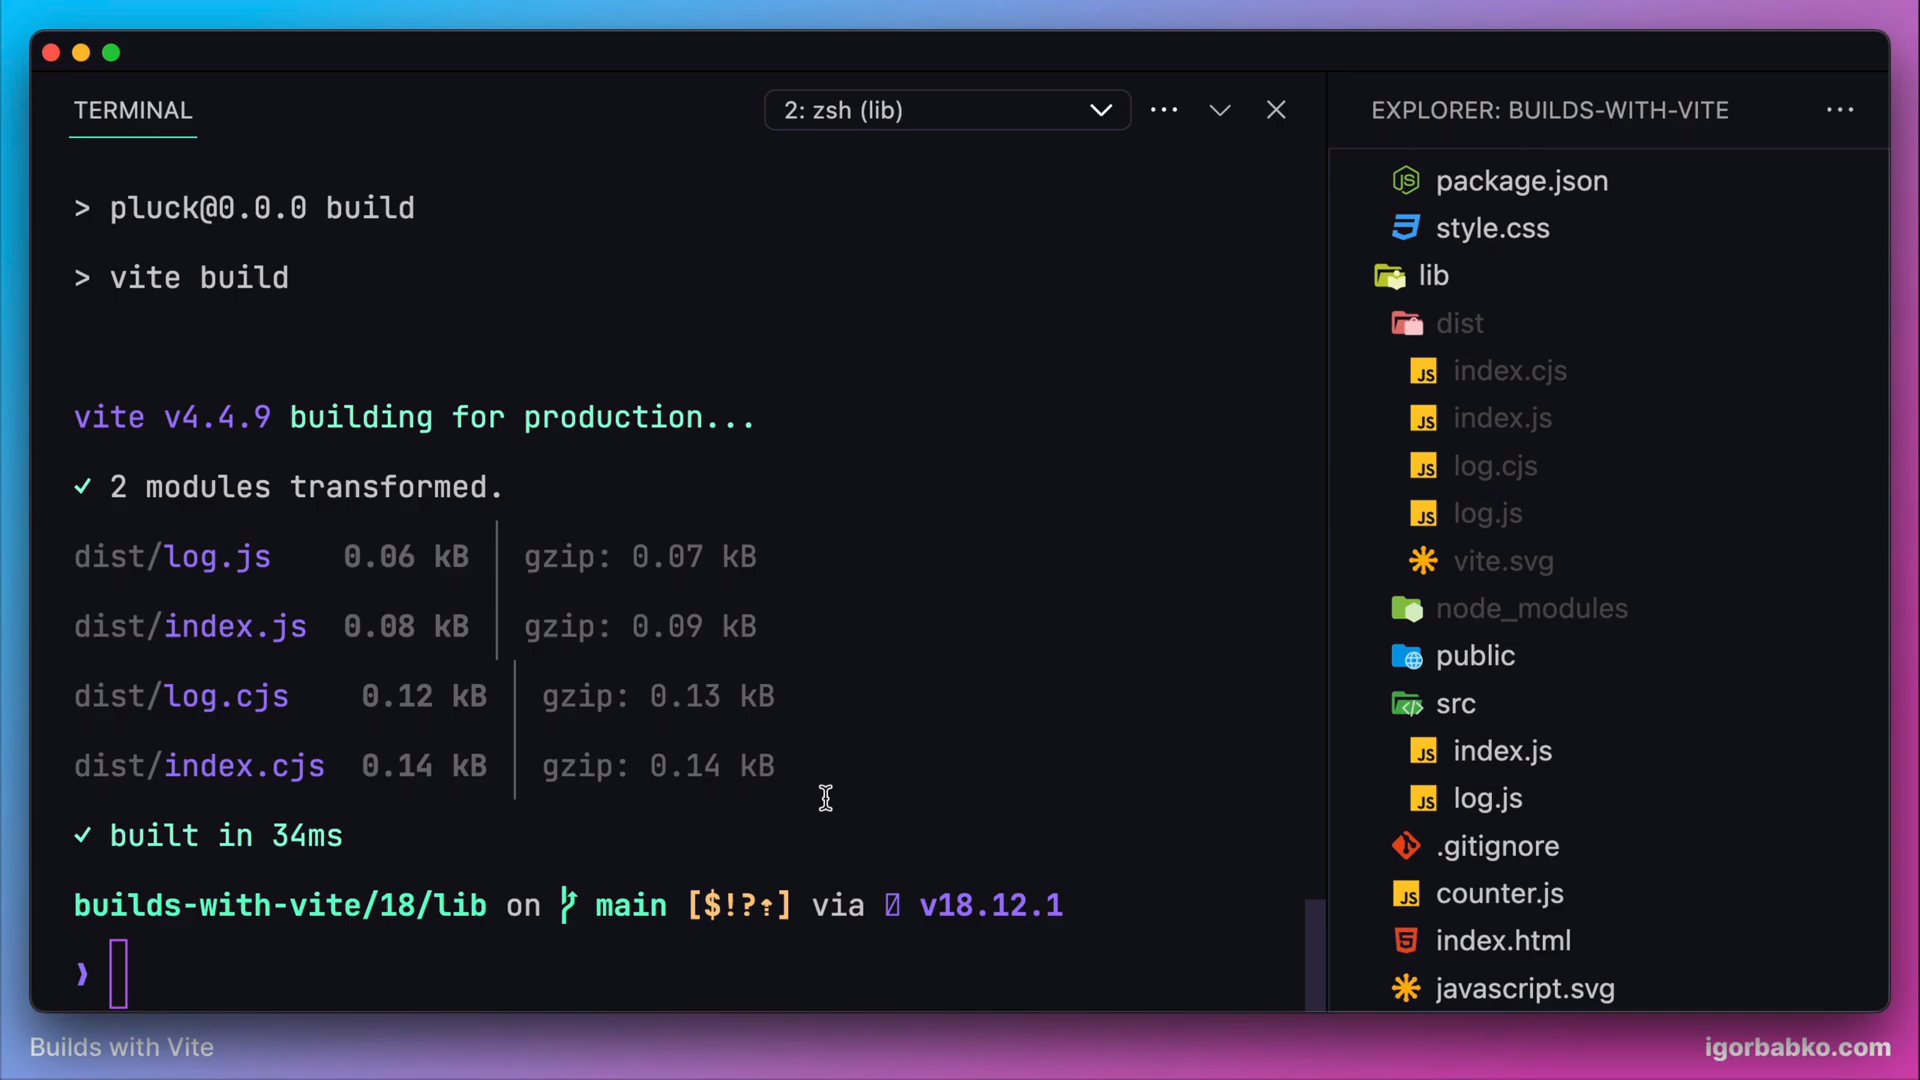 TERMINAL
2: zsh (lib)
> pluck@0.0.0 build
> vite build
vite v4.4.9 building for production...
✓ 2 modules transformed.
dist/log.js 0.06 kB │ gzip: 0.07 kB
dist/index.js 0.08 kB │ gzip: 0.09 kB
dist/log.cjs 0.12 kB │ gzip: 0.13 kB
dist/index.cjs 0.14 kB │ gzip: 0.14 kB
✓ built in 34ms
builds-with-vite/18/lib on main [$!?⇡] via v18.12.1
❯
EXPLORER: BUILDS-WITH-VITE
package.json
style.css
lib
dist
index.cjs
index.js
log.cjs
log.js
vite.svg
node_modules
public
src
index.js
log.js
.gitignore
counter.js
index.html
javascript.svg
Builds with Vite
igorbabko.com